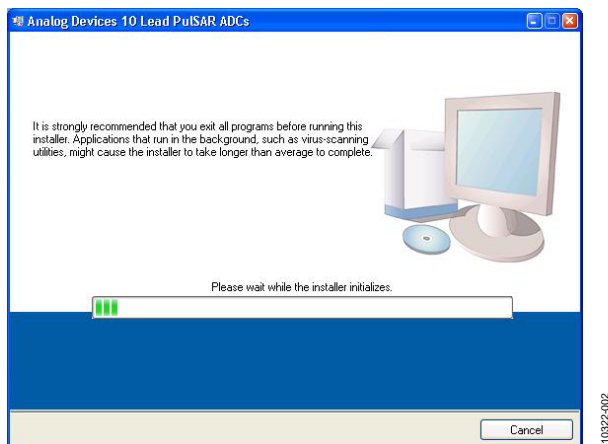 Analog Devices 10 Lead PulSAR ADCs
It is strongly recommended that you exit all programs before running this
installer. Applications that run in the background, such as virus-scanning
utilities, might cause the installer to take longer than average to complete.
Please wait while the installer initializes.
Cancel
10322-002